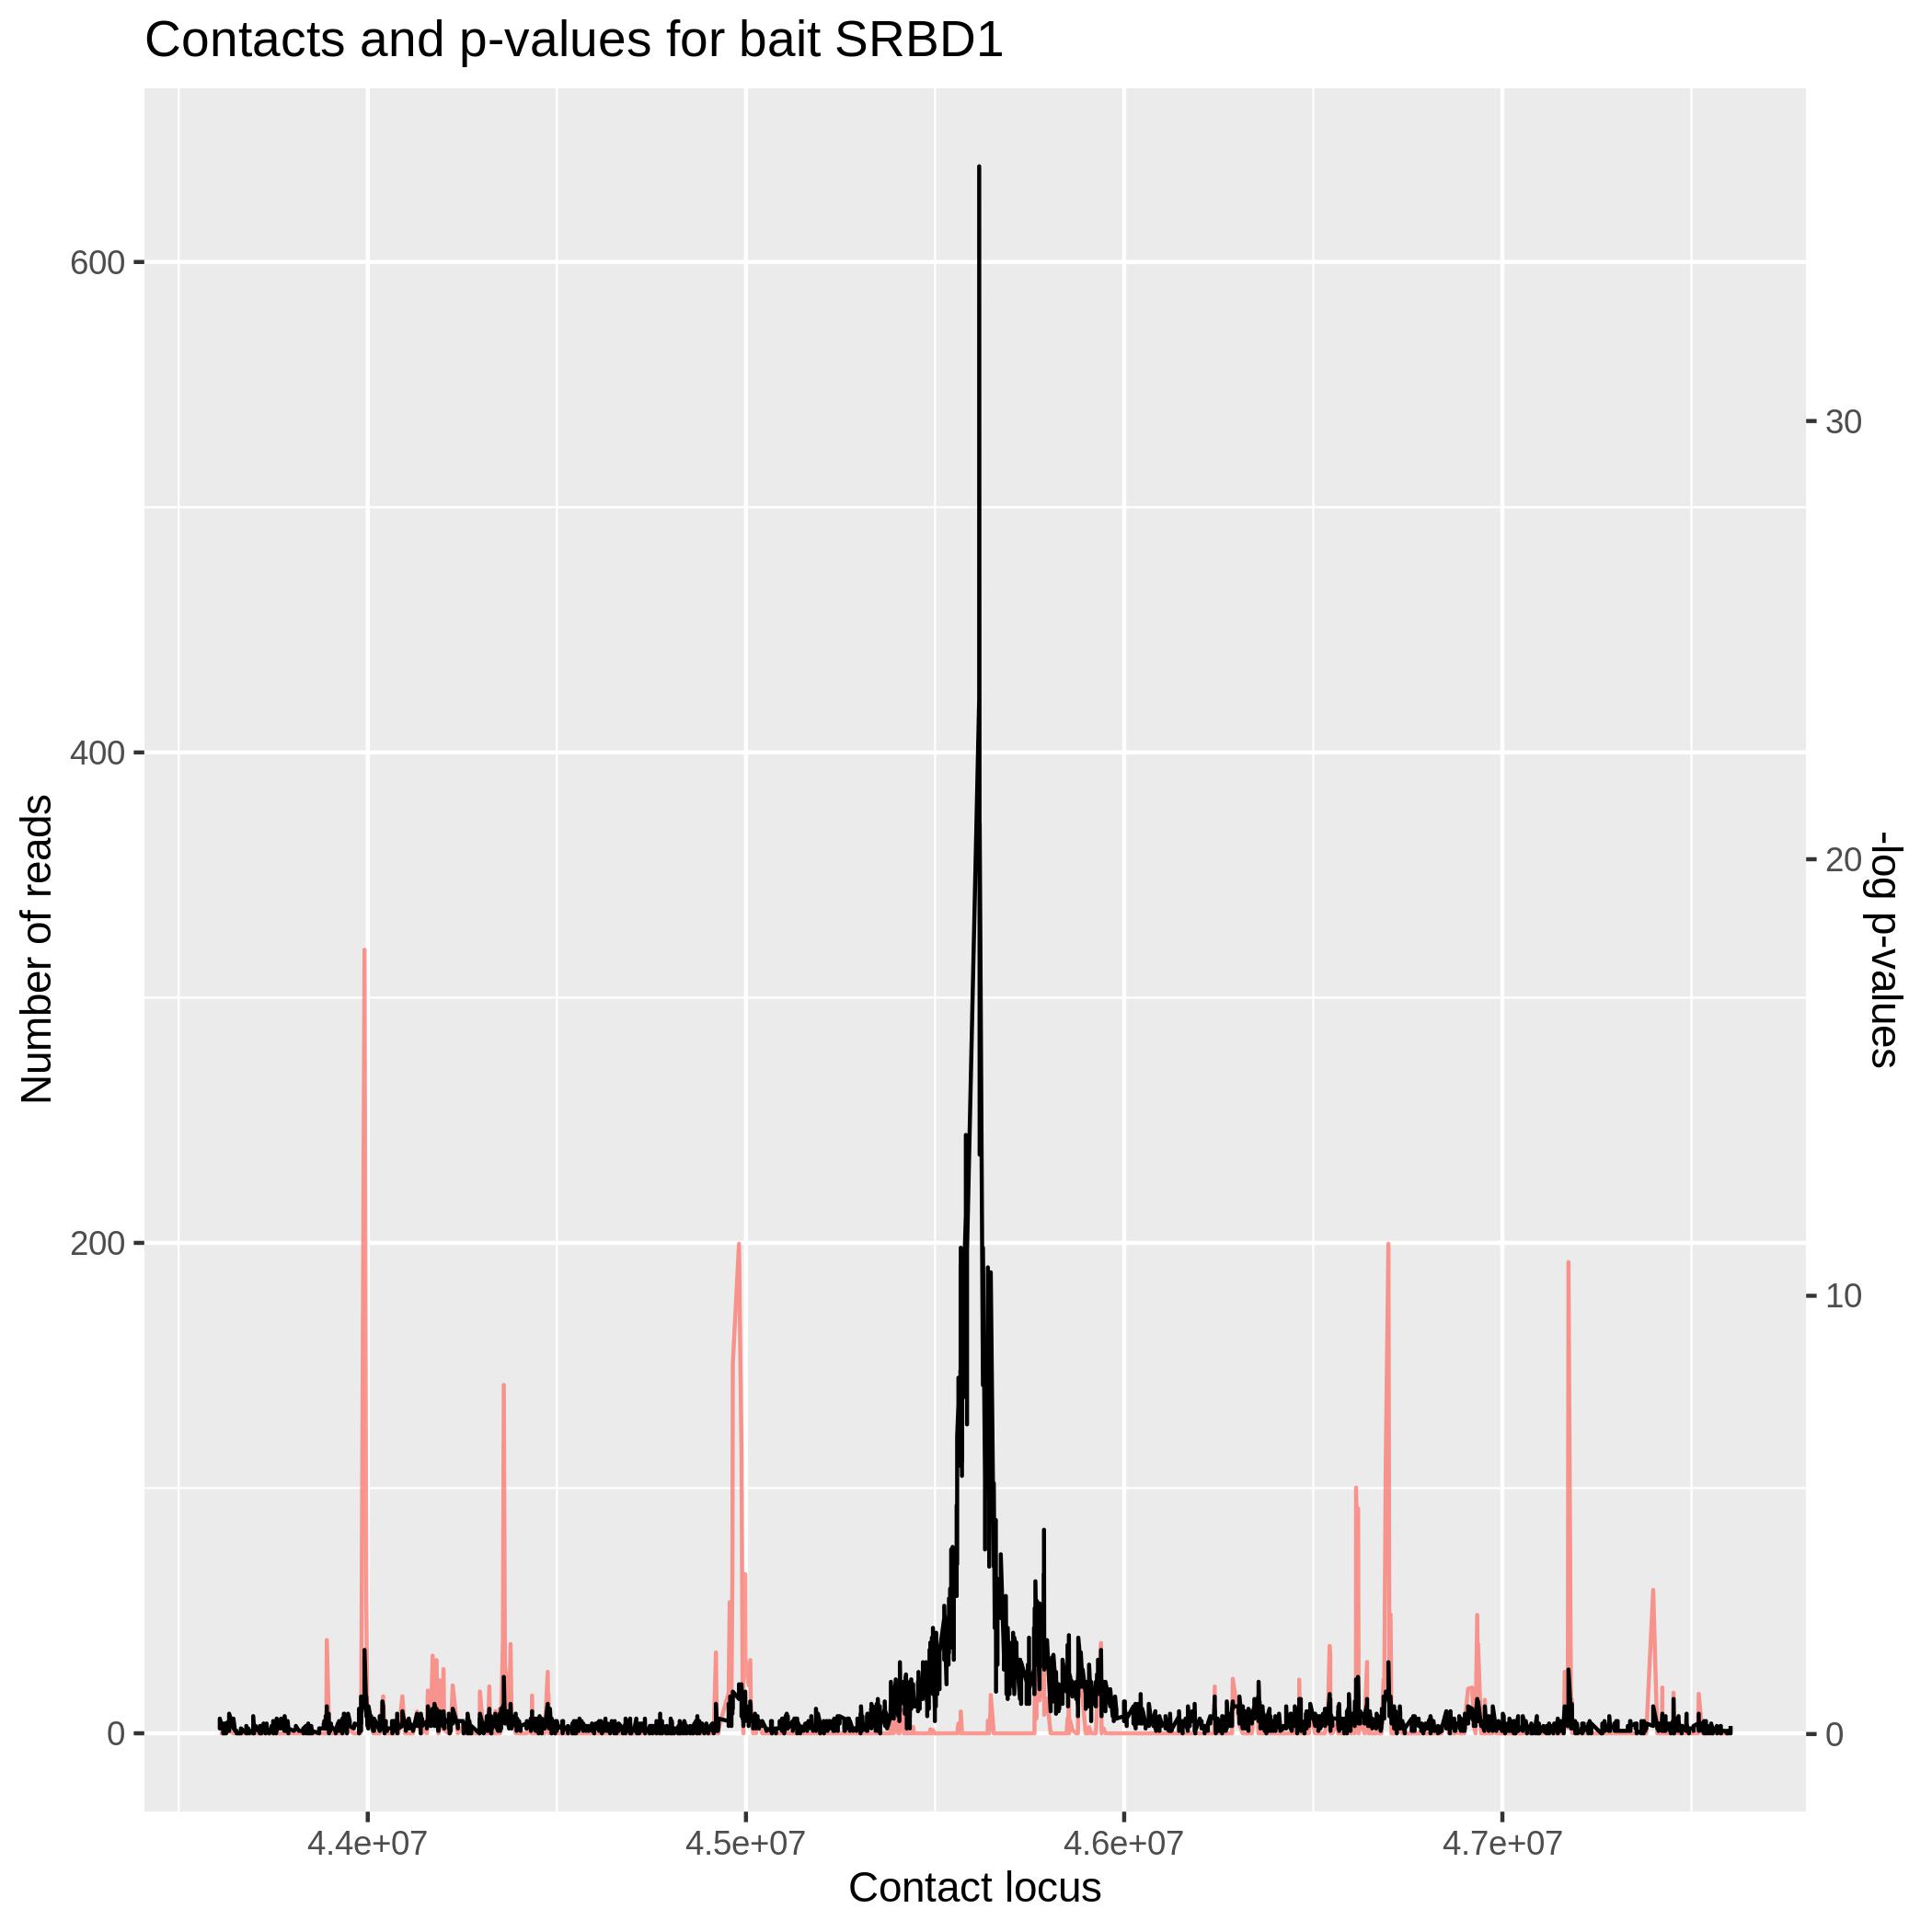 Contacts and p-values for bait SRBD1
Number of reads
600
400
200
0
30
20
10
0
-log p-values
4.4e+07
4.5e+07
4.6e+07
4.7e+07
Contact locus